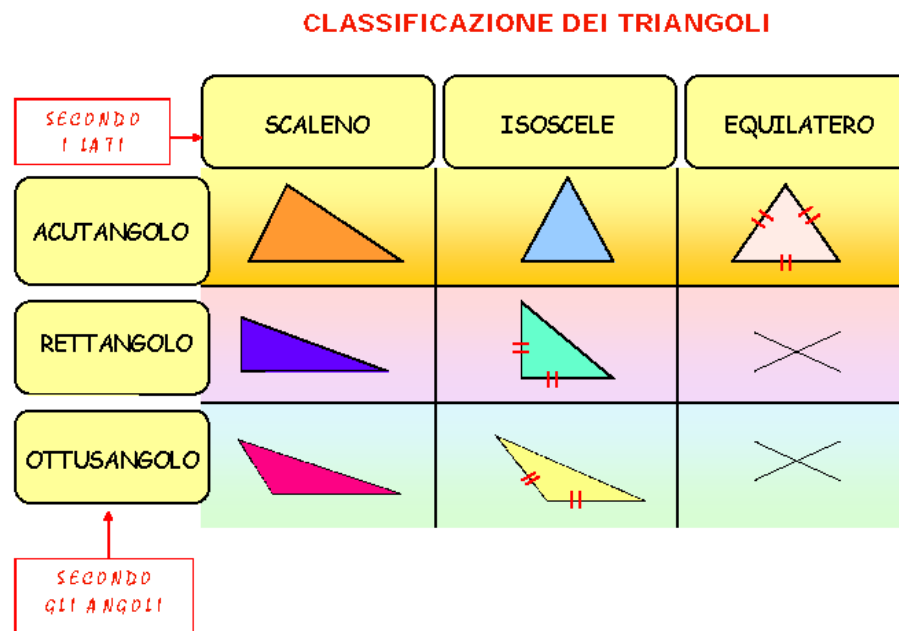 CLASSIFICAZIONE DEI TRIANGOLI
SECONDO
I LATI
SCALENO
ISOSCELE
EQUILATERO
ACUTANGOLO
RETTANGOLO
OTTUSANGOLO
SECONDO
GLI ANGOLI